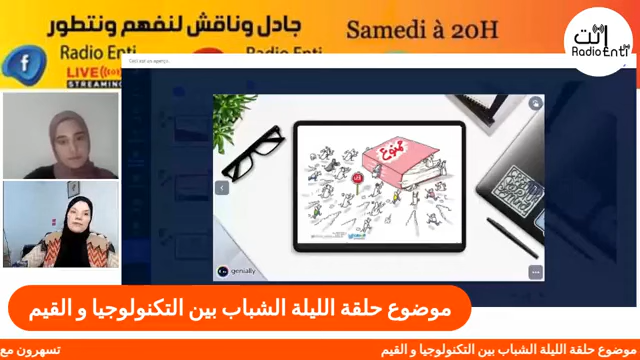 جادل وناقش لنفهم ونتطور
Samedi à 20H
انت
Radio Enti
Radio Enti
Radio Enti
LIVE
STREAMING
ممنوع
genially
موضوع حلقة الليلة الشباب بين التكنولوجيا و القيم
موضوع حلقة الليلة الشباب بين التكنولوجيا و القيم
تسهرون مع